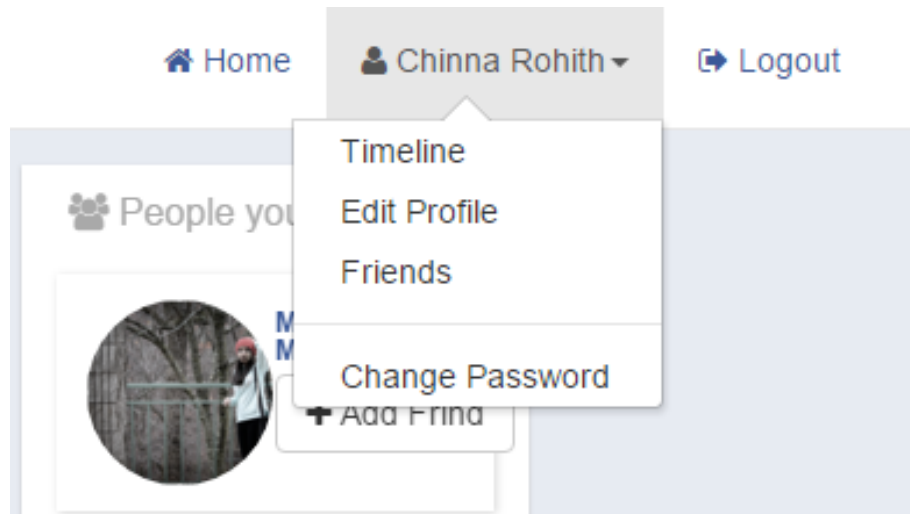 Home Chinna Rohith Logout
Timeline
Edit Profile
People you
Friends
M
M
Change Password
Add Frind